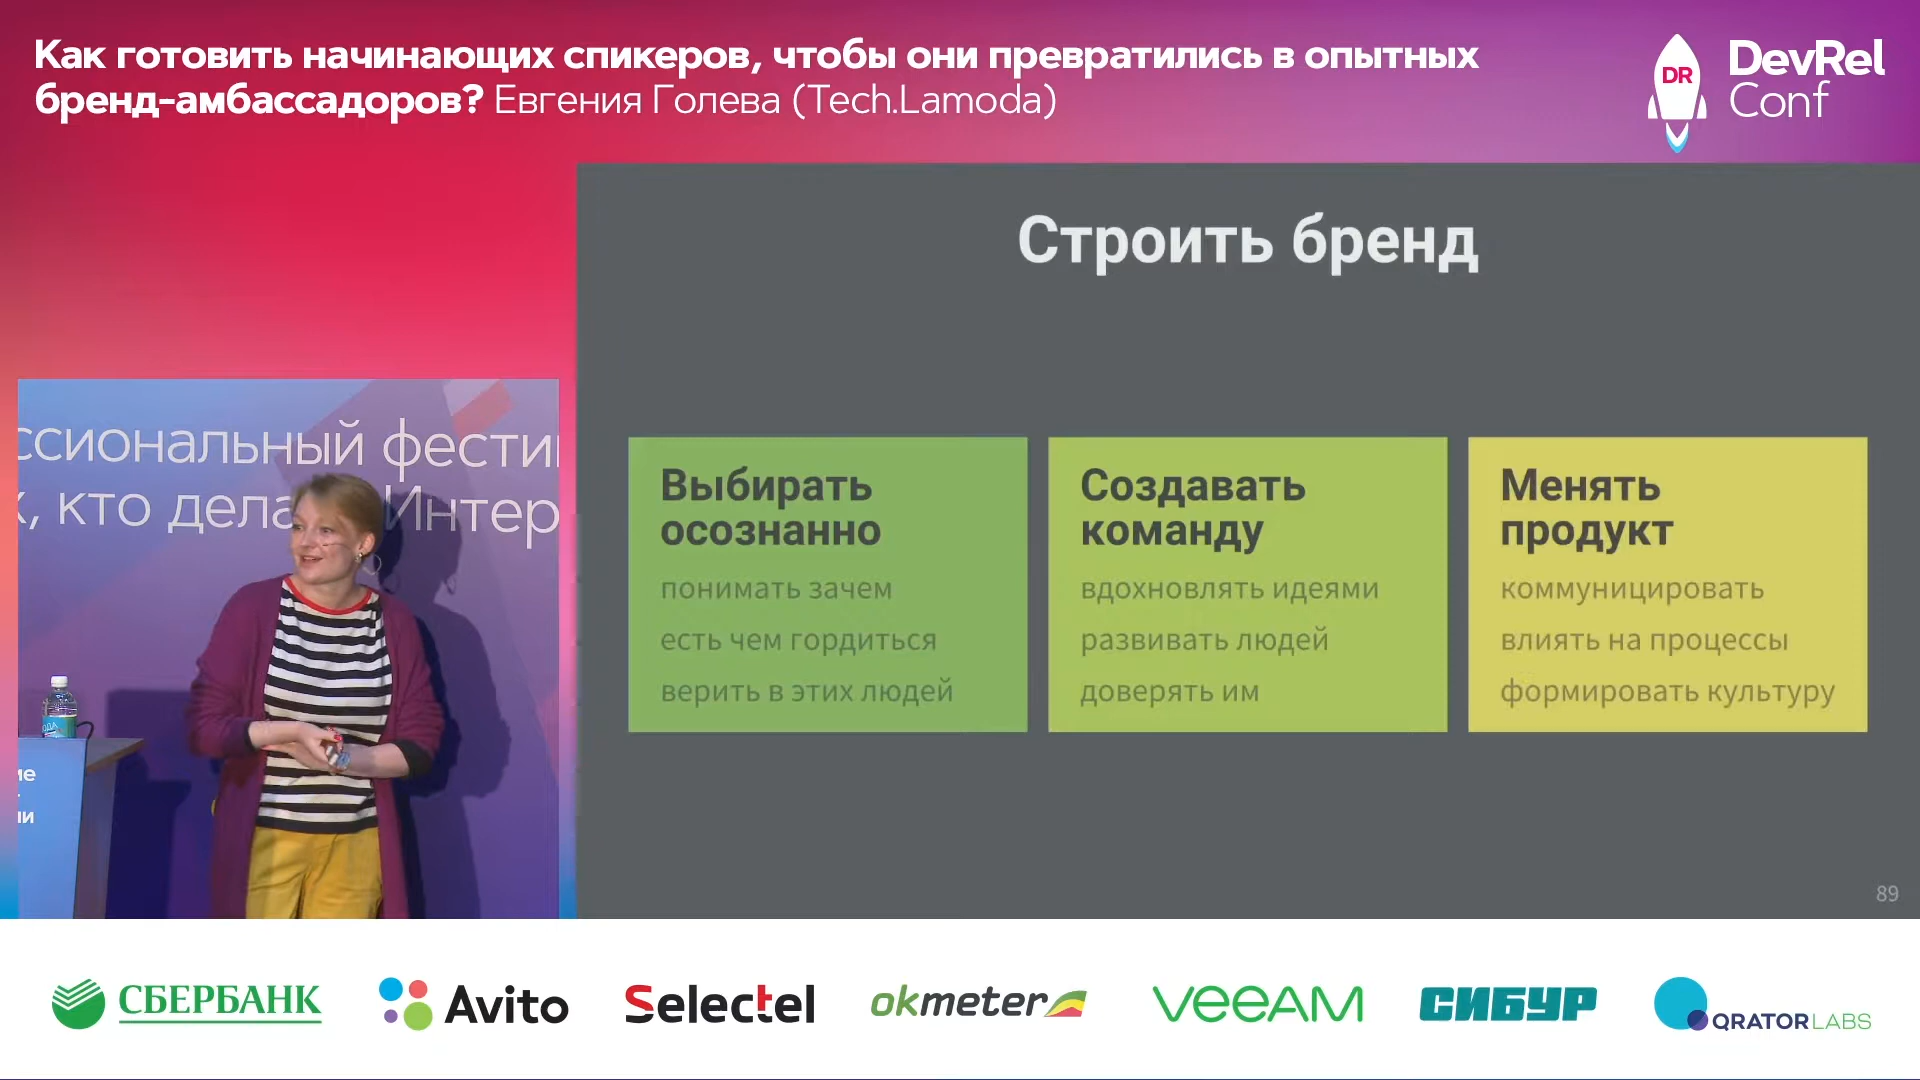 Как готовить начинающих спикеров, чтобы они превратились в опытных
бренд-амбассадоров? Евгения Голева (Tech.Lamoda)
DR
DevRel
Conf
Строить бренд
ссиональный фести
х, кто дела Интер
ие
ии
Выбирать
осознанно
понимать зачем
есть чем гордиться
верить в этих людей
Создавать
команду
вдохновлять идеями
развивать людей
доверять им
Менять
продукт
коммуницировать
влиять на процессы
формировать культуру
89
СБЕРБАНК
Avito
Selectel
okmeter
veeAM
СИБУР
QRATOR LABS